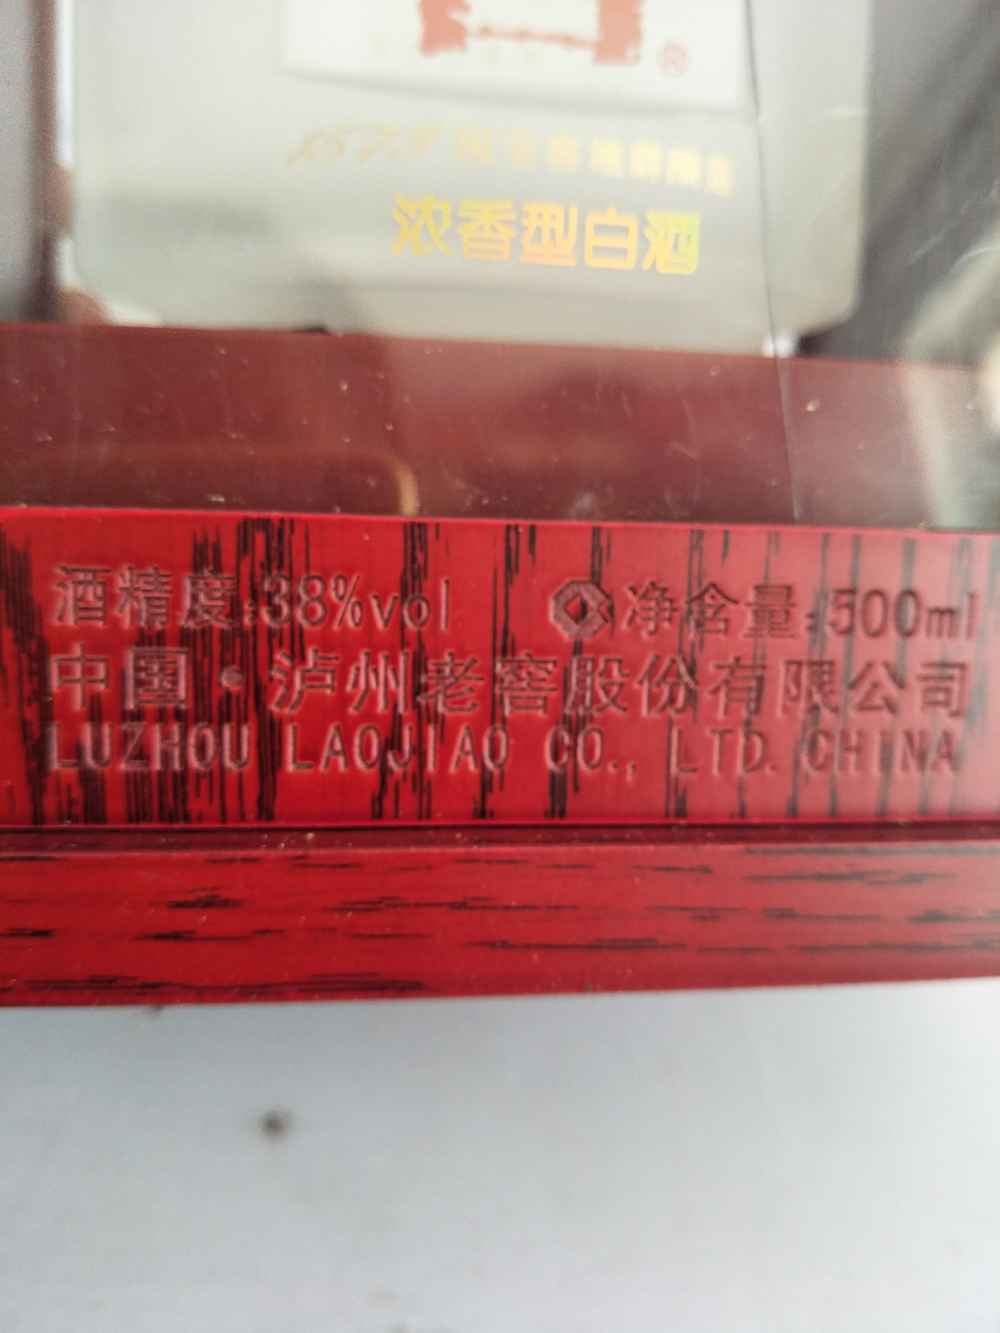 ®
浓香型白酒
酒精度:38%vol 净含量:500ml
中国·泸州老窖股份有限公司
LUZHOU LAOJIAO CO., LTD. CHINA